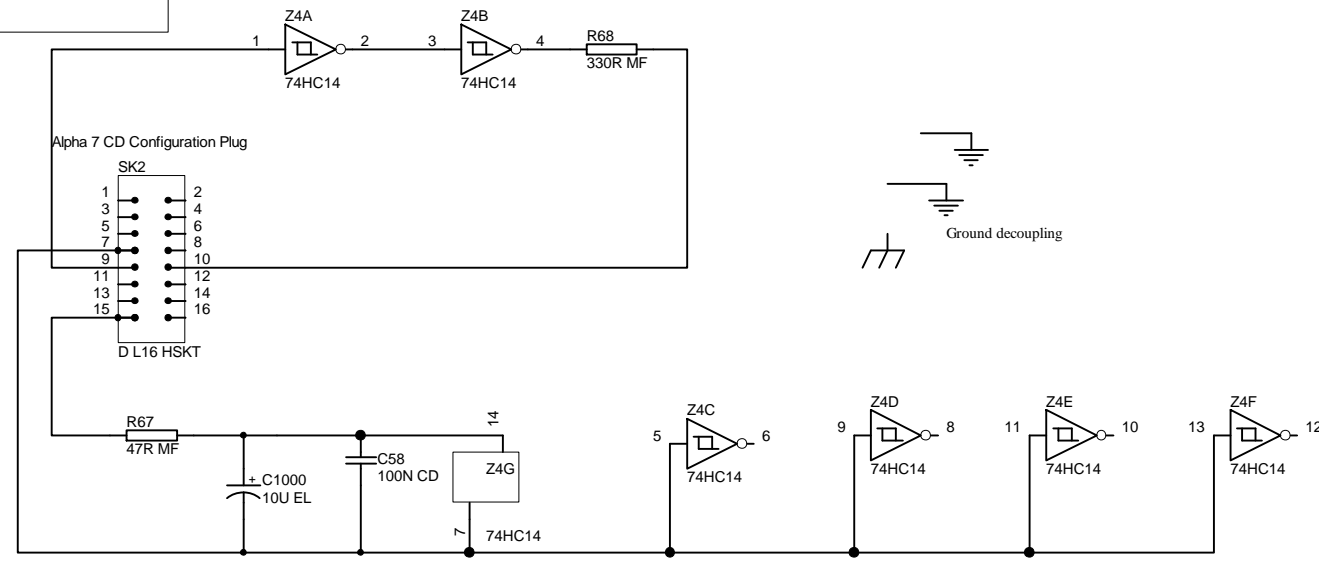 Z4A
Z4B
1
2
3
4
R68
330R MF
74HC14
74HC14
Alpha 7 CD Configuration Plug
SK2
1
2
3
4
5
6
7
8
9
10
11
12
13
14
15
16
D L16 HSKT
Ground decoupling
R67
47R MF
14
Z4G
+
C1000
10U EL
C58
100N CD
7
74HC14
Z4C
5
6
74HC14
Z4D
9
8
74HC14
Z4E
11
10
74HC14
Z4F
13
12
74HC14